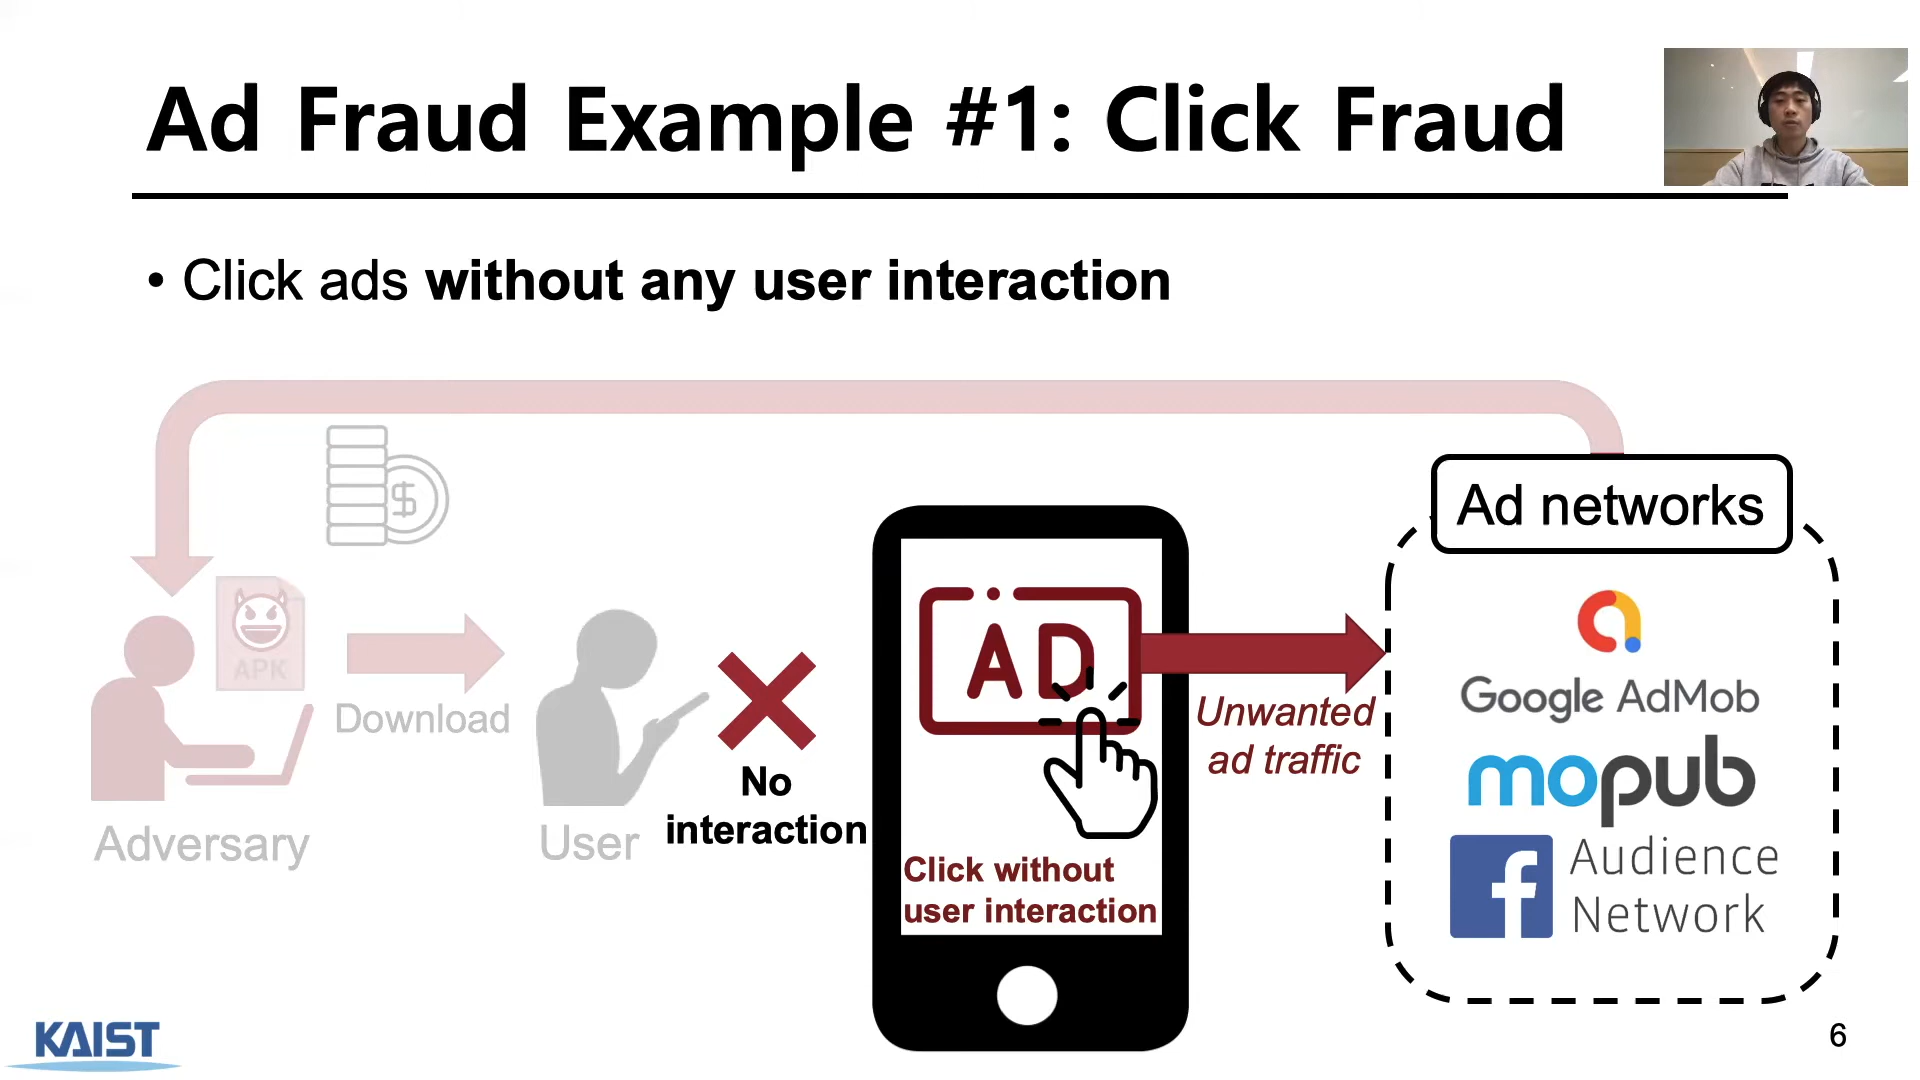 Ad Fraud Example #1: Click Fraud
• Click ads without any user interaction
$
Ad networks
APK
Download
Adversary
User
No
interaction
AD
Click without
user interaction
Unwanted
ad traffic
Google AdMob
mopub
f
Audience
Network
KAIST
6